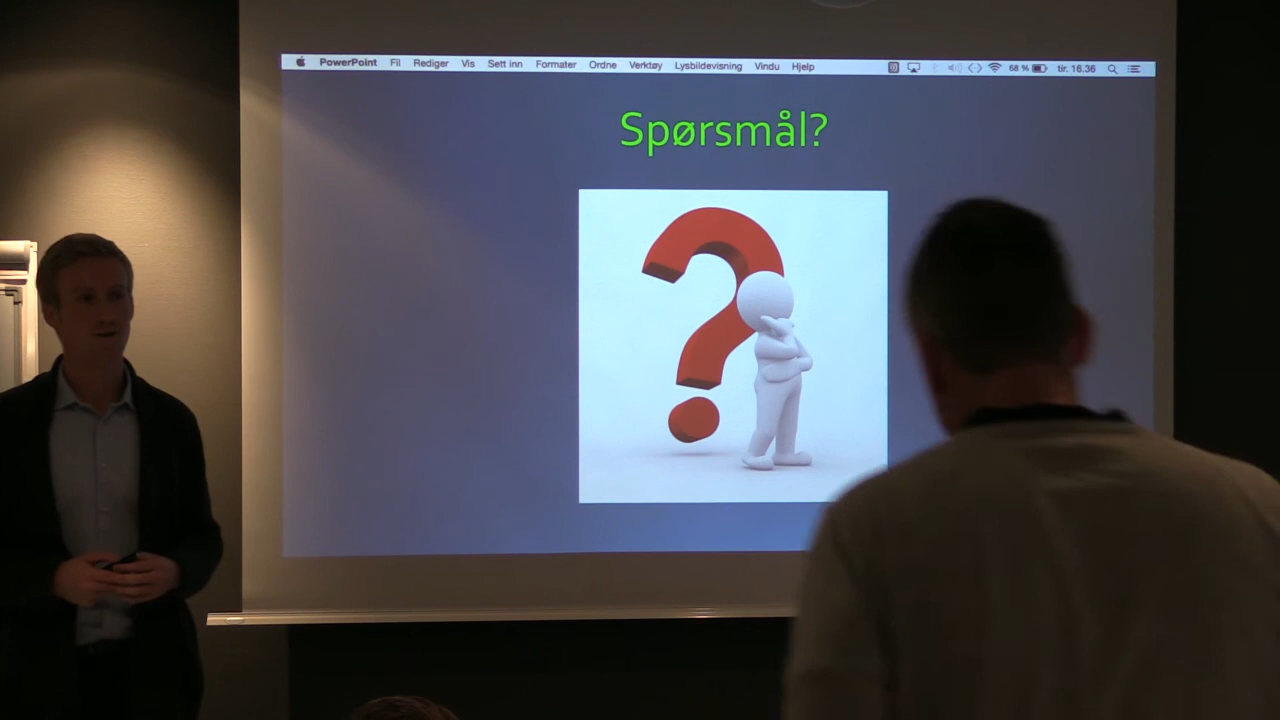 PowerPoint Fil Rediger Vis Sett inn Formater Ordne Verktøy Lysbildevisning Vindu Hjelp 68 % tir. 16.36
Spørsmål?